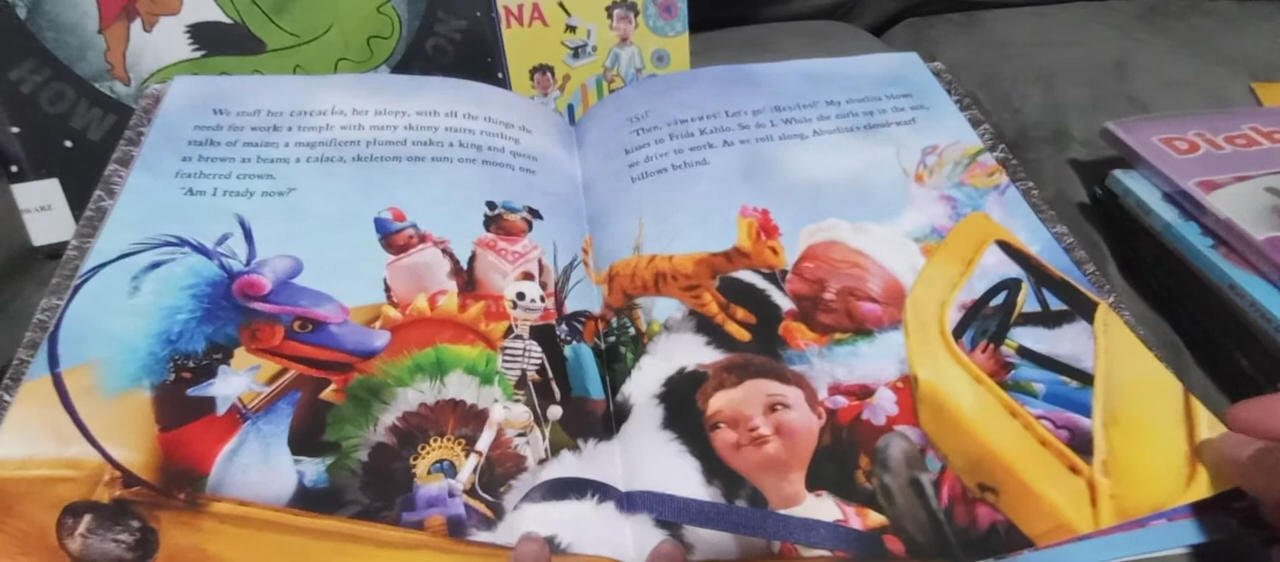 NA
HOW
We stuff her carcacha, her jalopy, with all the things she
needs for work: a temple with many skinny stairs; rustling
stalks of maize; a magnificent plumed snake; a king and queen
as brown as beans; a calaca, skeleton; one sun; one moon; one
feathered crown.
"Am I ready now?"
"¡Sí!
"Then, vámonos! Let's go! ¡Besitos!" My abuelita blows
kisses to Frida Kahlo. So do I. While she curls up in the sun,
we drive to work. As we roll along, Abuelita's cloud-scarf
billows behind.
Diab